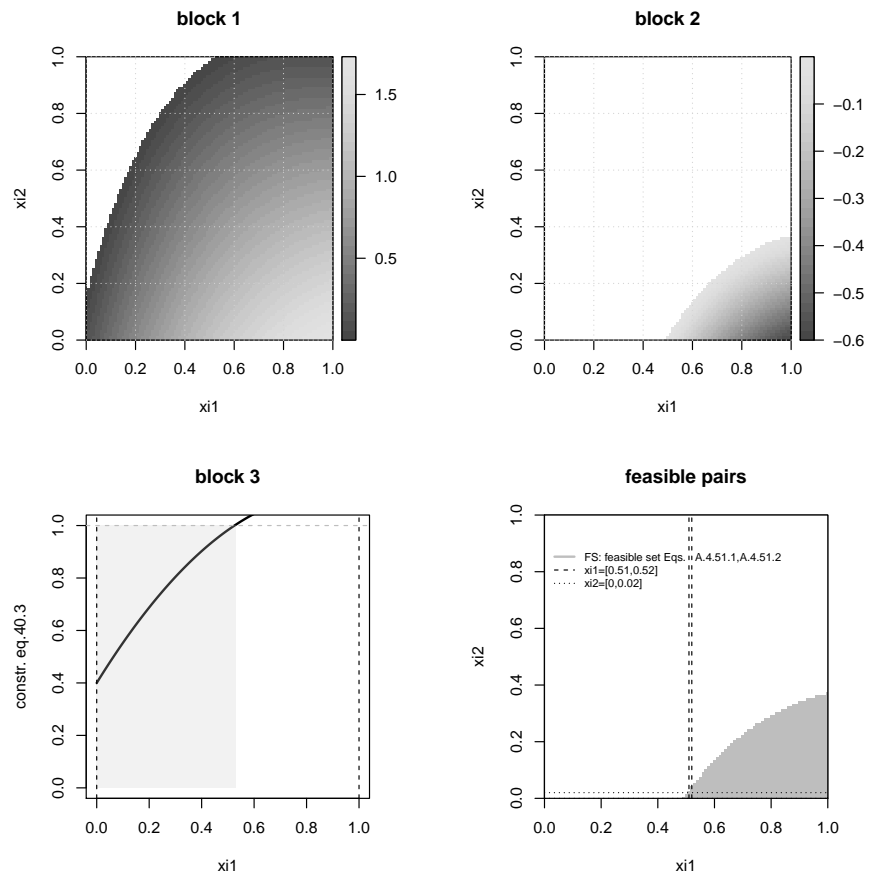 block 1
block 2
1.0
0.8
0.6
0.4
0.2
0.0
xi2
0.0 0.2 0.4 0.6 0.8 1.0
xi1
1.5
1.0
0.5
1.0
0.8
0.6
0.4
0.2
0.0
xi2
0.0 0.2 0.4 0.6 0.8 1.0
xi1
−0.1
−0.2
−0.3
−0.4
−0.5
−0.6
block 3
feasible pairs
1.0
0.8
0.6
0.4
0.2
0.0
constr. eq.40.3
0.0 0.2 0.4 0.6 0.8 1.0
xi1
1.0
0.8
0.6
0.4
0.2
0.0
xi2
FS: feasible set Eqs. A.4.51.1,A.4.51.2
xi1=[0.51,0.52]
xi2=[0,0.02]
0.0 0.2 0.4 0.6 0.8 1.0
xi1